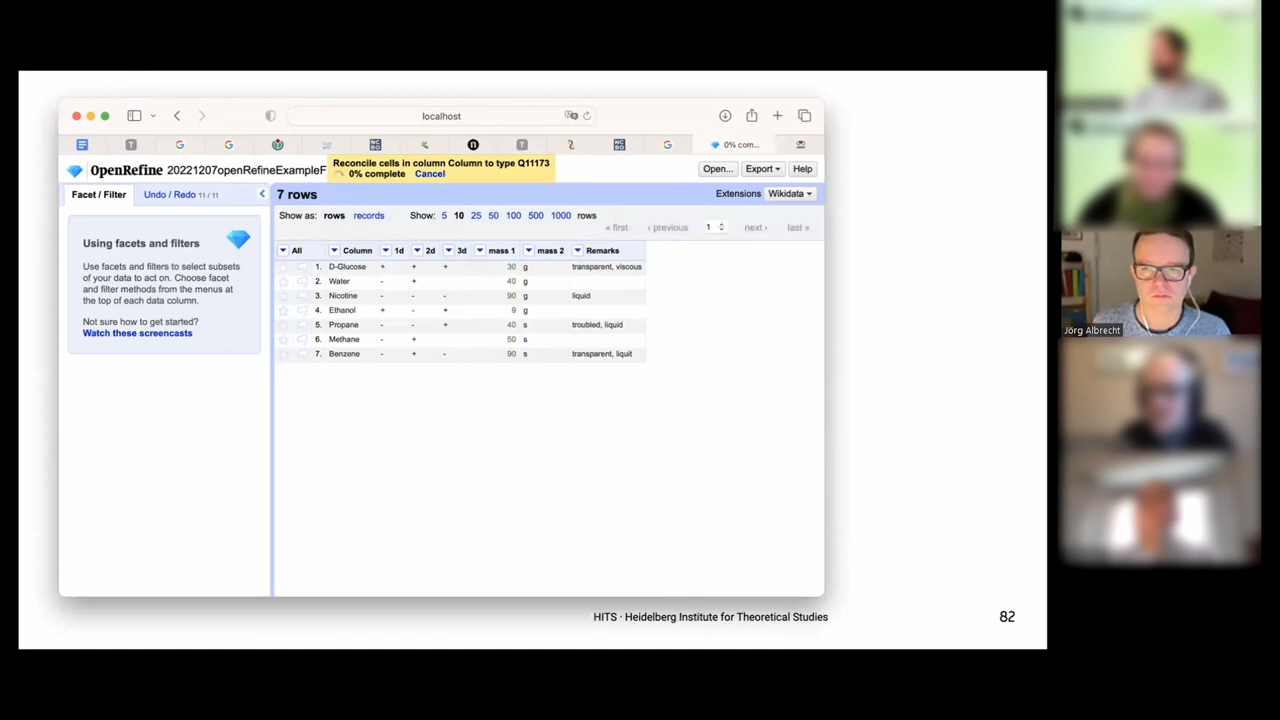 localhost
0% com...
OpenRefine 20221207openRefineExampleF
Reconcile cells in column Column to type Q11173
0% complete Cancel
Open... Export Help
Facet / Filter Undo / Redo 11 / 11
7 rows
Extensions Wikidata
Show as: rows records Show: 5 10 25 50 100 500 1000 rows
« first ‹ previous 1 next › last »
Using facets and filters
Use facets and filters to select subsets
of your data to act on. Choose facet
and filter methods from the menus at
the top of each data column.
Not sure how to get started?
Watch these screencasts
All Column 1d 2d 3d mass 1 mass 2 Remarks
1. D-Glucose + + + 30 g transparent, viscous
2. Water - + 40 g
3. Nicotine - - - 90 g liquid
4. Ethanol + - + 9 g
5. Propane - - + 40 s troubled, liquid
6. Methane - + 50 s
7. Benzene - + - 90 s transparent, liquit
Jörg Albrecht
HITS · Heidelberg Institute for Theoretical Studies
82